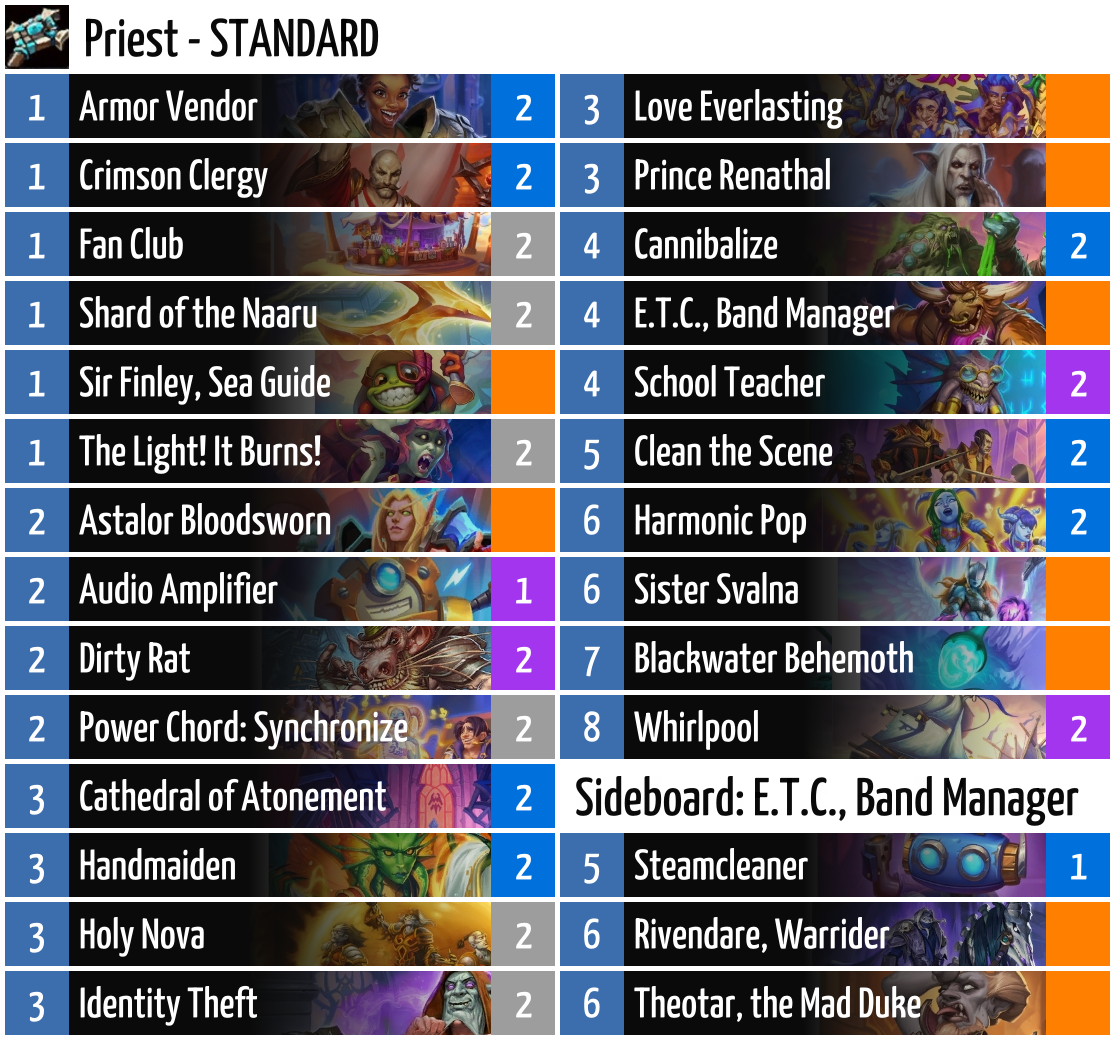 Priest - STANDARD
1 Armor Vendor 2
1 Crimson Clergy 2
1 Fan Club 2
1 Shard of the Naaru 2
1 Sir Finley, Sea Guide
1 The Light! It Burns! 2
2 Astalor Bloodsworn
2 Audio Amplifier 1
2 Dirty Rat 2
2 Power Chord: Synchronize 2
3 Cathedral of Atonement 2
3 Handmaiden 2
3 Holy Nova 2
3 Identity Theft 2
3 Love Everlasting
3 Prince Renathal
4 Cannibalize 2
4 E.T.C., Band Manager
4 School Teacher 2
5 Clean the Scene 2
6 Harmonic Pop 2
6 Sister Svalna
7 Blackwater Behemoth
8 Whirlpool 2
Sideboard: E.T.C., Band Manager
5 Steamcleaner 1
6 Rivendare, Warrider
6 Theotar, the Mad Duke